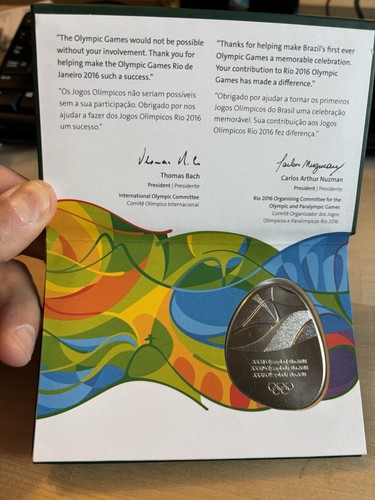 "The Olympic Games would not be possible
without your involvement. Thank you for
helping make the Olympic Games Rio de
Janeiro 2016 such a success."
"Os Jogos Olímpicos não seriam possíveis
sem a sua participação. Obrigado por nos
ajudar a fazer dos Jogos Olímpicos Rio 2016
um sucesso."
Thomas Bach
President | Presidente
International Olympic Committee
Comitê Olímpico Internacional
"Thanks for helping make Brazil's first ever
Olympic Games a memorable celebration.
Your contribution to Rio 2016 Olympic
Games has made a difference."
"Obrigado por ajudar a tornar os primeiros
Jogos Olímpicos do Brasil uma celebração
memorável. Sua contribuição aos Jogos
Olímpicos Rio 2016 fez diferença."
Carlos Arthur Nuzman
President | Presidente
Rio 2016 Organising Committee for the
Olympic and Paralympic Games
Comitê Organizador dos Jogos
Olímpicos e Paralímpicos Rio 2016